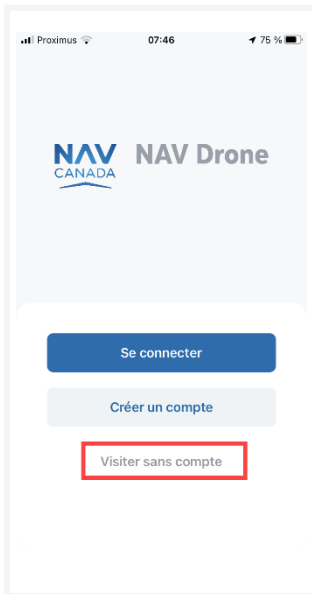 Proximus 07:46 75 %
NAV CANADA NAV Drone
Se connecter
Créer un compte
Visiter sans compte